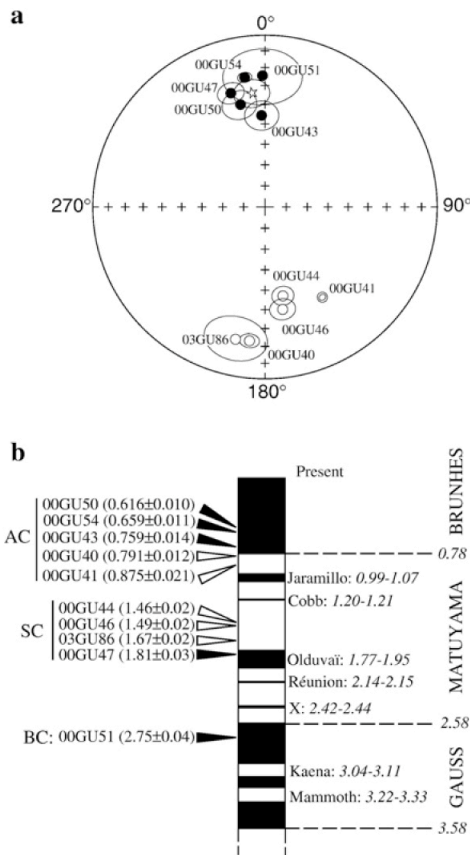 a
0°
00GU54
00GU51
00GU47
00GU50
00GU43
270°
90°
00GU44
00GU41
00GU46
03GU86
00GU40
180°
b
Present
BRUNHES
AC
00GU50 (0.616±0.010)
00GU54 (0.659±0.011)
00GU43 (0.759±0.014)
00GU40 (0.791±0.012)
00GU41 (0.875±0.021)
0.78
Jaramillo: 0.99-1.07
Cobb: 1.20-1.21
MATUYAMA
SC
00GU44 (1.46±0.02)
00GU46 (1.49±0.02)
03GU86 (1.67±0.02)
00GU47 (1.81±0.03)
Olduvaï: 1.77-1.95
Réunion: 2.14-2.15
X: 2.42-2.44
2.58
BC: 00GU51 (2.75±0.04)
GAUSS
Kaena: 3.04-3.11
Mammoth: 3.22-3.33
3.58